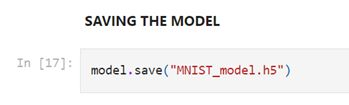 SAVING THE MODEL
In [17]:
model.save("MNIST_model.h5")